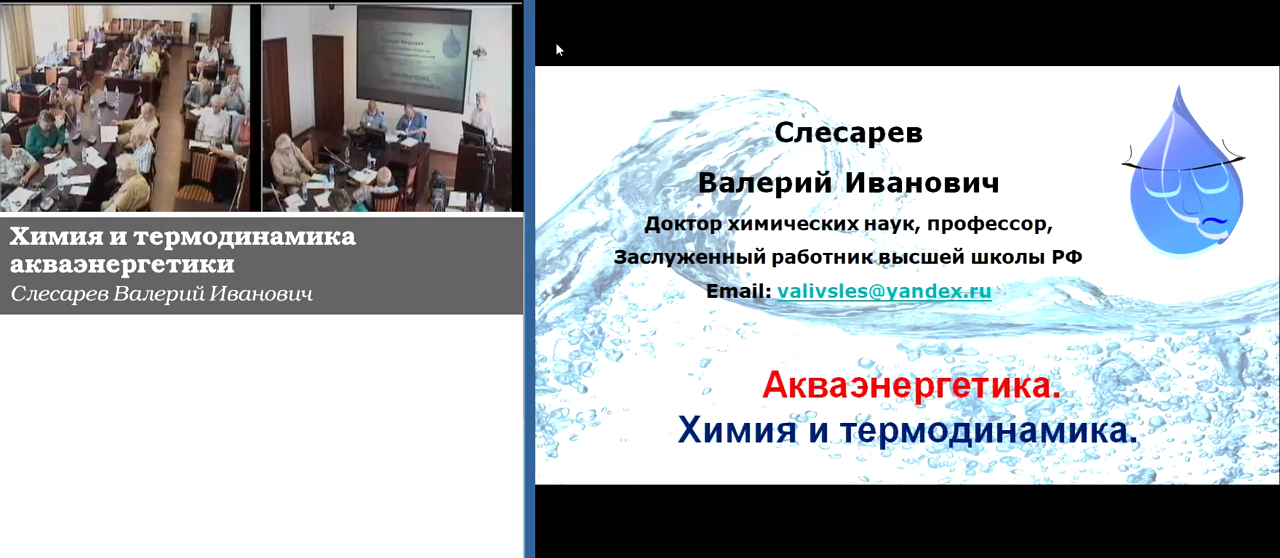 Химия и термодинамика
акваэнергетики
Слесарев Валерий Иванович
Слесарев
Валерий Иванович
Доктор химических наук, профессор,
Заслуженный работник высшей школы РФ
Email: valivsles@yandex.ru
Акваэнергетика.
Химия и термодинамика.